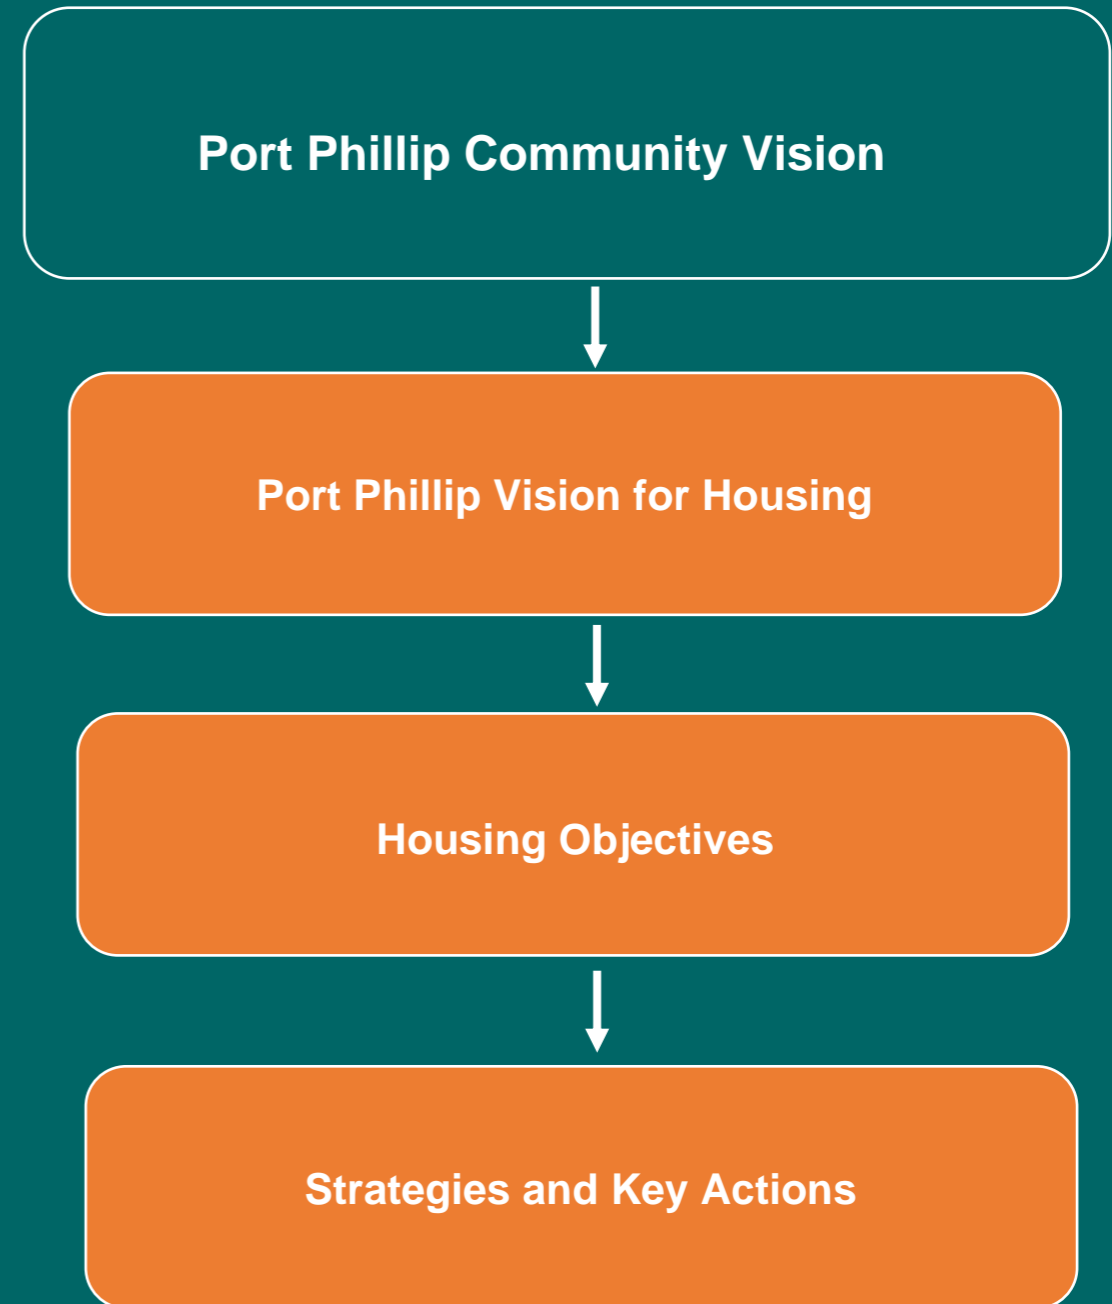 Port Phillip Community Vision
Port Phillip Vision for Housing
Housing Objectives
Strategies and Key Actions